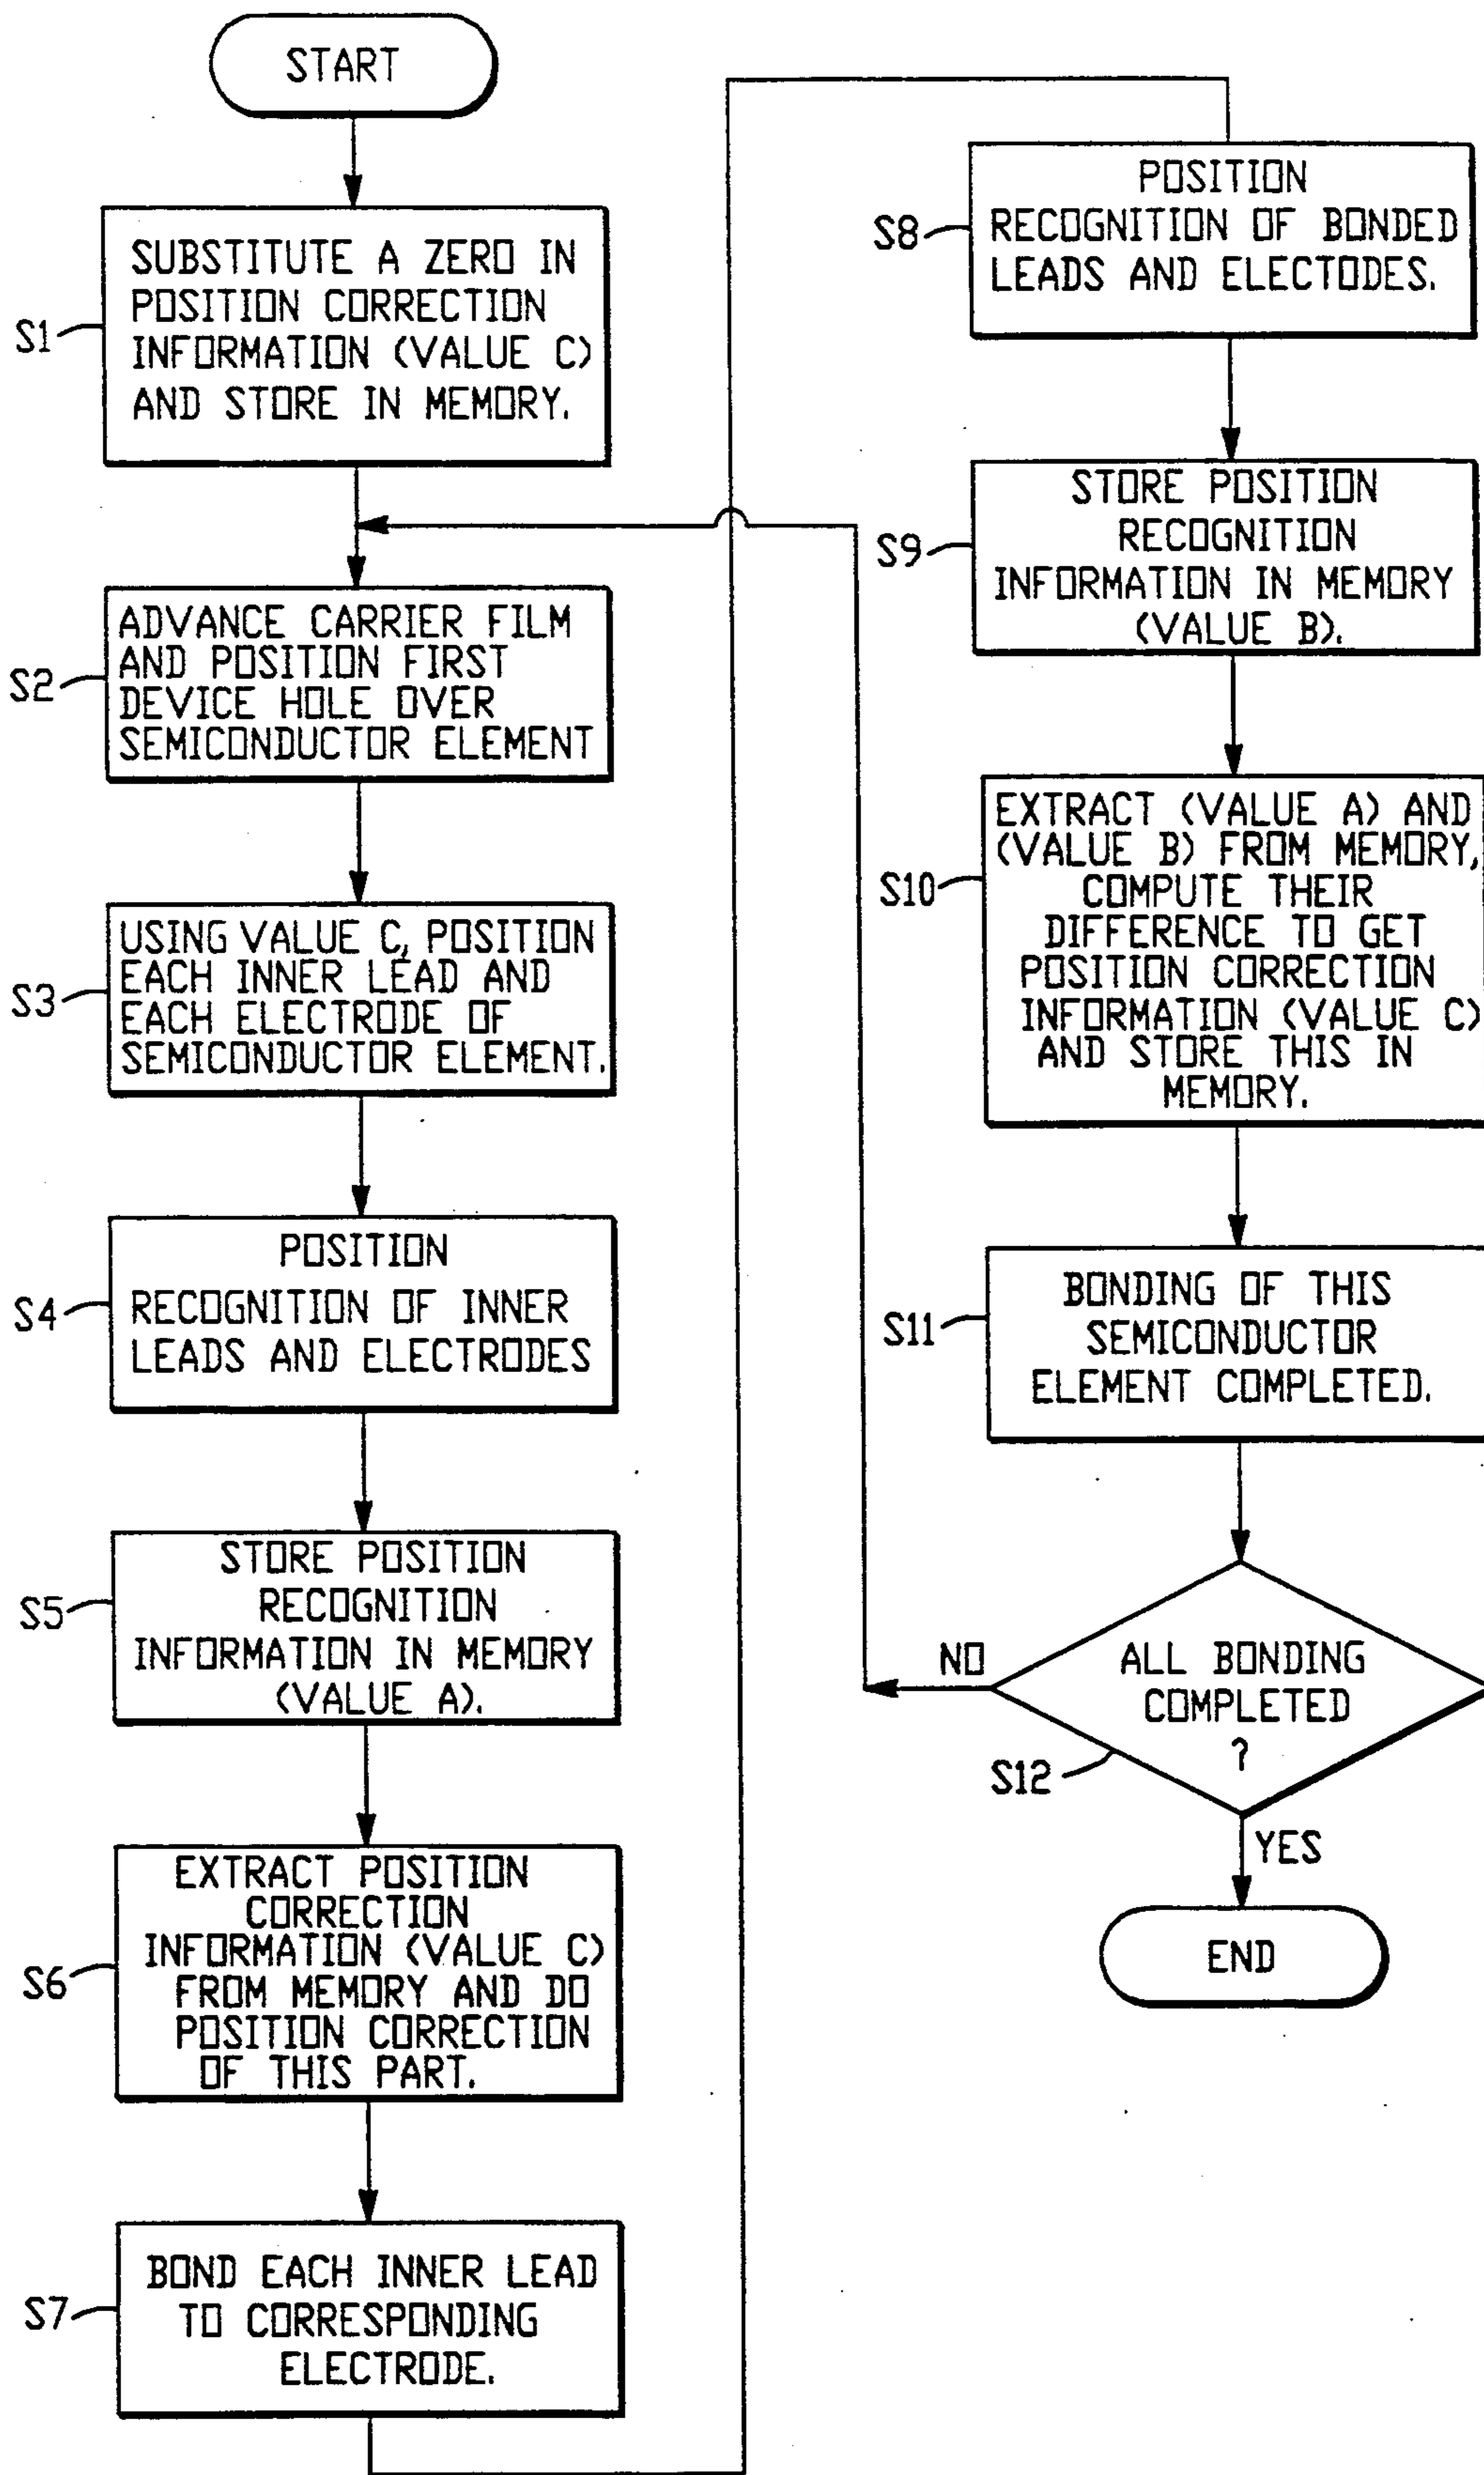 START
S1
SUBSTITUTE A ZERO IN
POSITION CORRECTION
INFORMATION (VALUE C)
AND STORE IN MEMORY.
S2
ADVANCE CARRIER FILM
AND POSITION FIRST
DEVICE HOLE OVER
SEMICONDUCTOR ELEMENT
S3
USING VALUE C, POSITION
EACH INNER LEAD AND
EACH ELECTRODE OF
SEMICONDUCTOR ELEMENT.
S4
POSITION
RECOGNITION OF INNER
LEADS AND ELECTRODES
S5
STORE POSITION
RECOGNITION
INFORMATION IN MEMORY
(VALUE A).
S6
EXTRACT POSITION
CORRECTION
INFORMATION (VALUE C)
FROM MEMORY AND DO
POSITION CORRECTION
OF THIS PART.
S7
BOND EACH INNER LEAD
TO CORRESPONDING
ELECTRODE.
S8
POSITION
RECOGNITION OF BONDED
LEADS AND ELECTODES.
S9
STORE POSITION
RECOGNITION
INFORMATION IN MEMORY
(VALUE B).
S10
EXTRACT (VALUE A) AND
(VALUE B) FROM MEMORY,
COMPUTE THEIR
DIFFERENCE TO GET
POSITION CORRECTION
INFORMATION (VALUE C)
AND STORE THIS IN
MEMORY.
S11
BONDING OF THIS
SEMICONDUCTOR
ELEMENT COMPLETED.
S12
ALL BONDING
COMPLETED
?
NO
YES
END